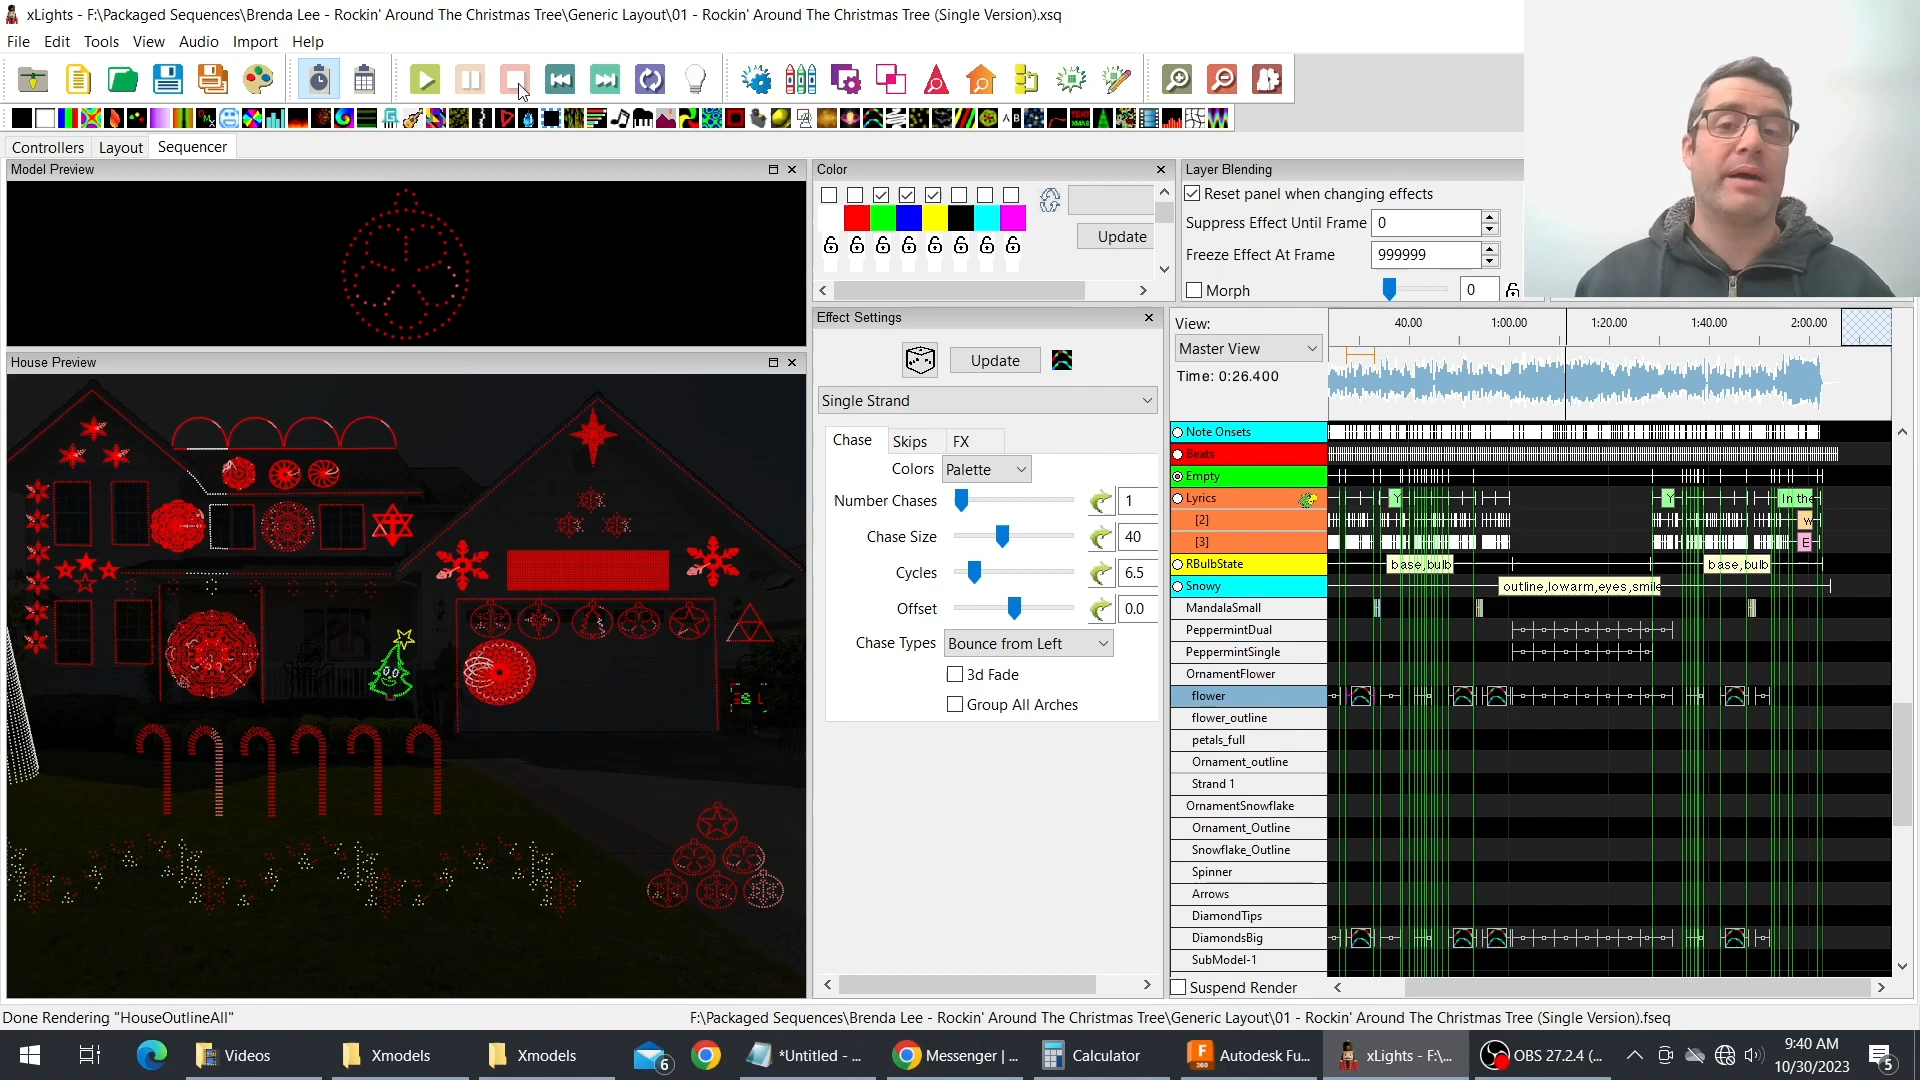 xLights - F:\Packaged Sequences\Brenda Lee - Rockin' Around The Christmas Tree\Generic Layout\01 - Rockin' Around The Christmas Tree (Single Version).xsq
File Edit Tools View Audio Import Help
Controllers Layout Sequencer
Model Preview
House Preview
Color
Update
Layer Blending
Reset panel when changing effects
Suppress Effect Until Frame 0
Freeze Effect At Frame 999999
Morph 0
Effect Settings
Update
Single Strand
Chase Skips FX
Colors Palette
Number Chases 1
Chase Size 40
Cycles 6.5
Offset 0.0
Chase Types Bounce from Left
3d Fade
Group All Arches
View:
Master View
Time: 0:26.400
40.00 1:00.00 1:20.00 1:40.00 2:00.00
Note Onsets
Beats
Empty
Lyrics Y Y In the
[2] w
[3] E
RBulbState base,bulb base,bulb
Snowy outline,lowarm,eyes,smile
MandalaSmall
PeppermintDual
PeppermintSingle
OrnamentFlower
flower
flower_outline
petals_full
Ornament_outline
Strand 1
OrnamentSnowflake
Ornament_Outline
Snowflake_Outline
Spinner
Arrows
DiamondTips
DiamondsBig
SubModel-1
Suspend Render
Done Rendering "HouseOutlineAll"
F:\Packaged Sequences\Brenda Lee - Rockin' Around The Christmas Tree\Generic Layout\01 - Rockin' Around The Christmas Tree (Single Version).fseq
Videos Xmodels Xmodels 6 *Untitled - ... Messenger | ... Calculator Autodesk Fu... xLights - F:\... OBS 27.2.4 (... 9:40 AM 5
10/30/2023